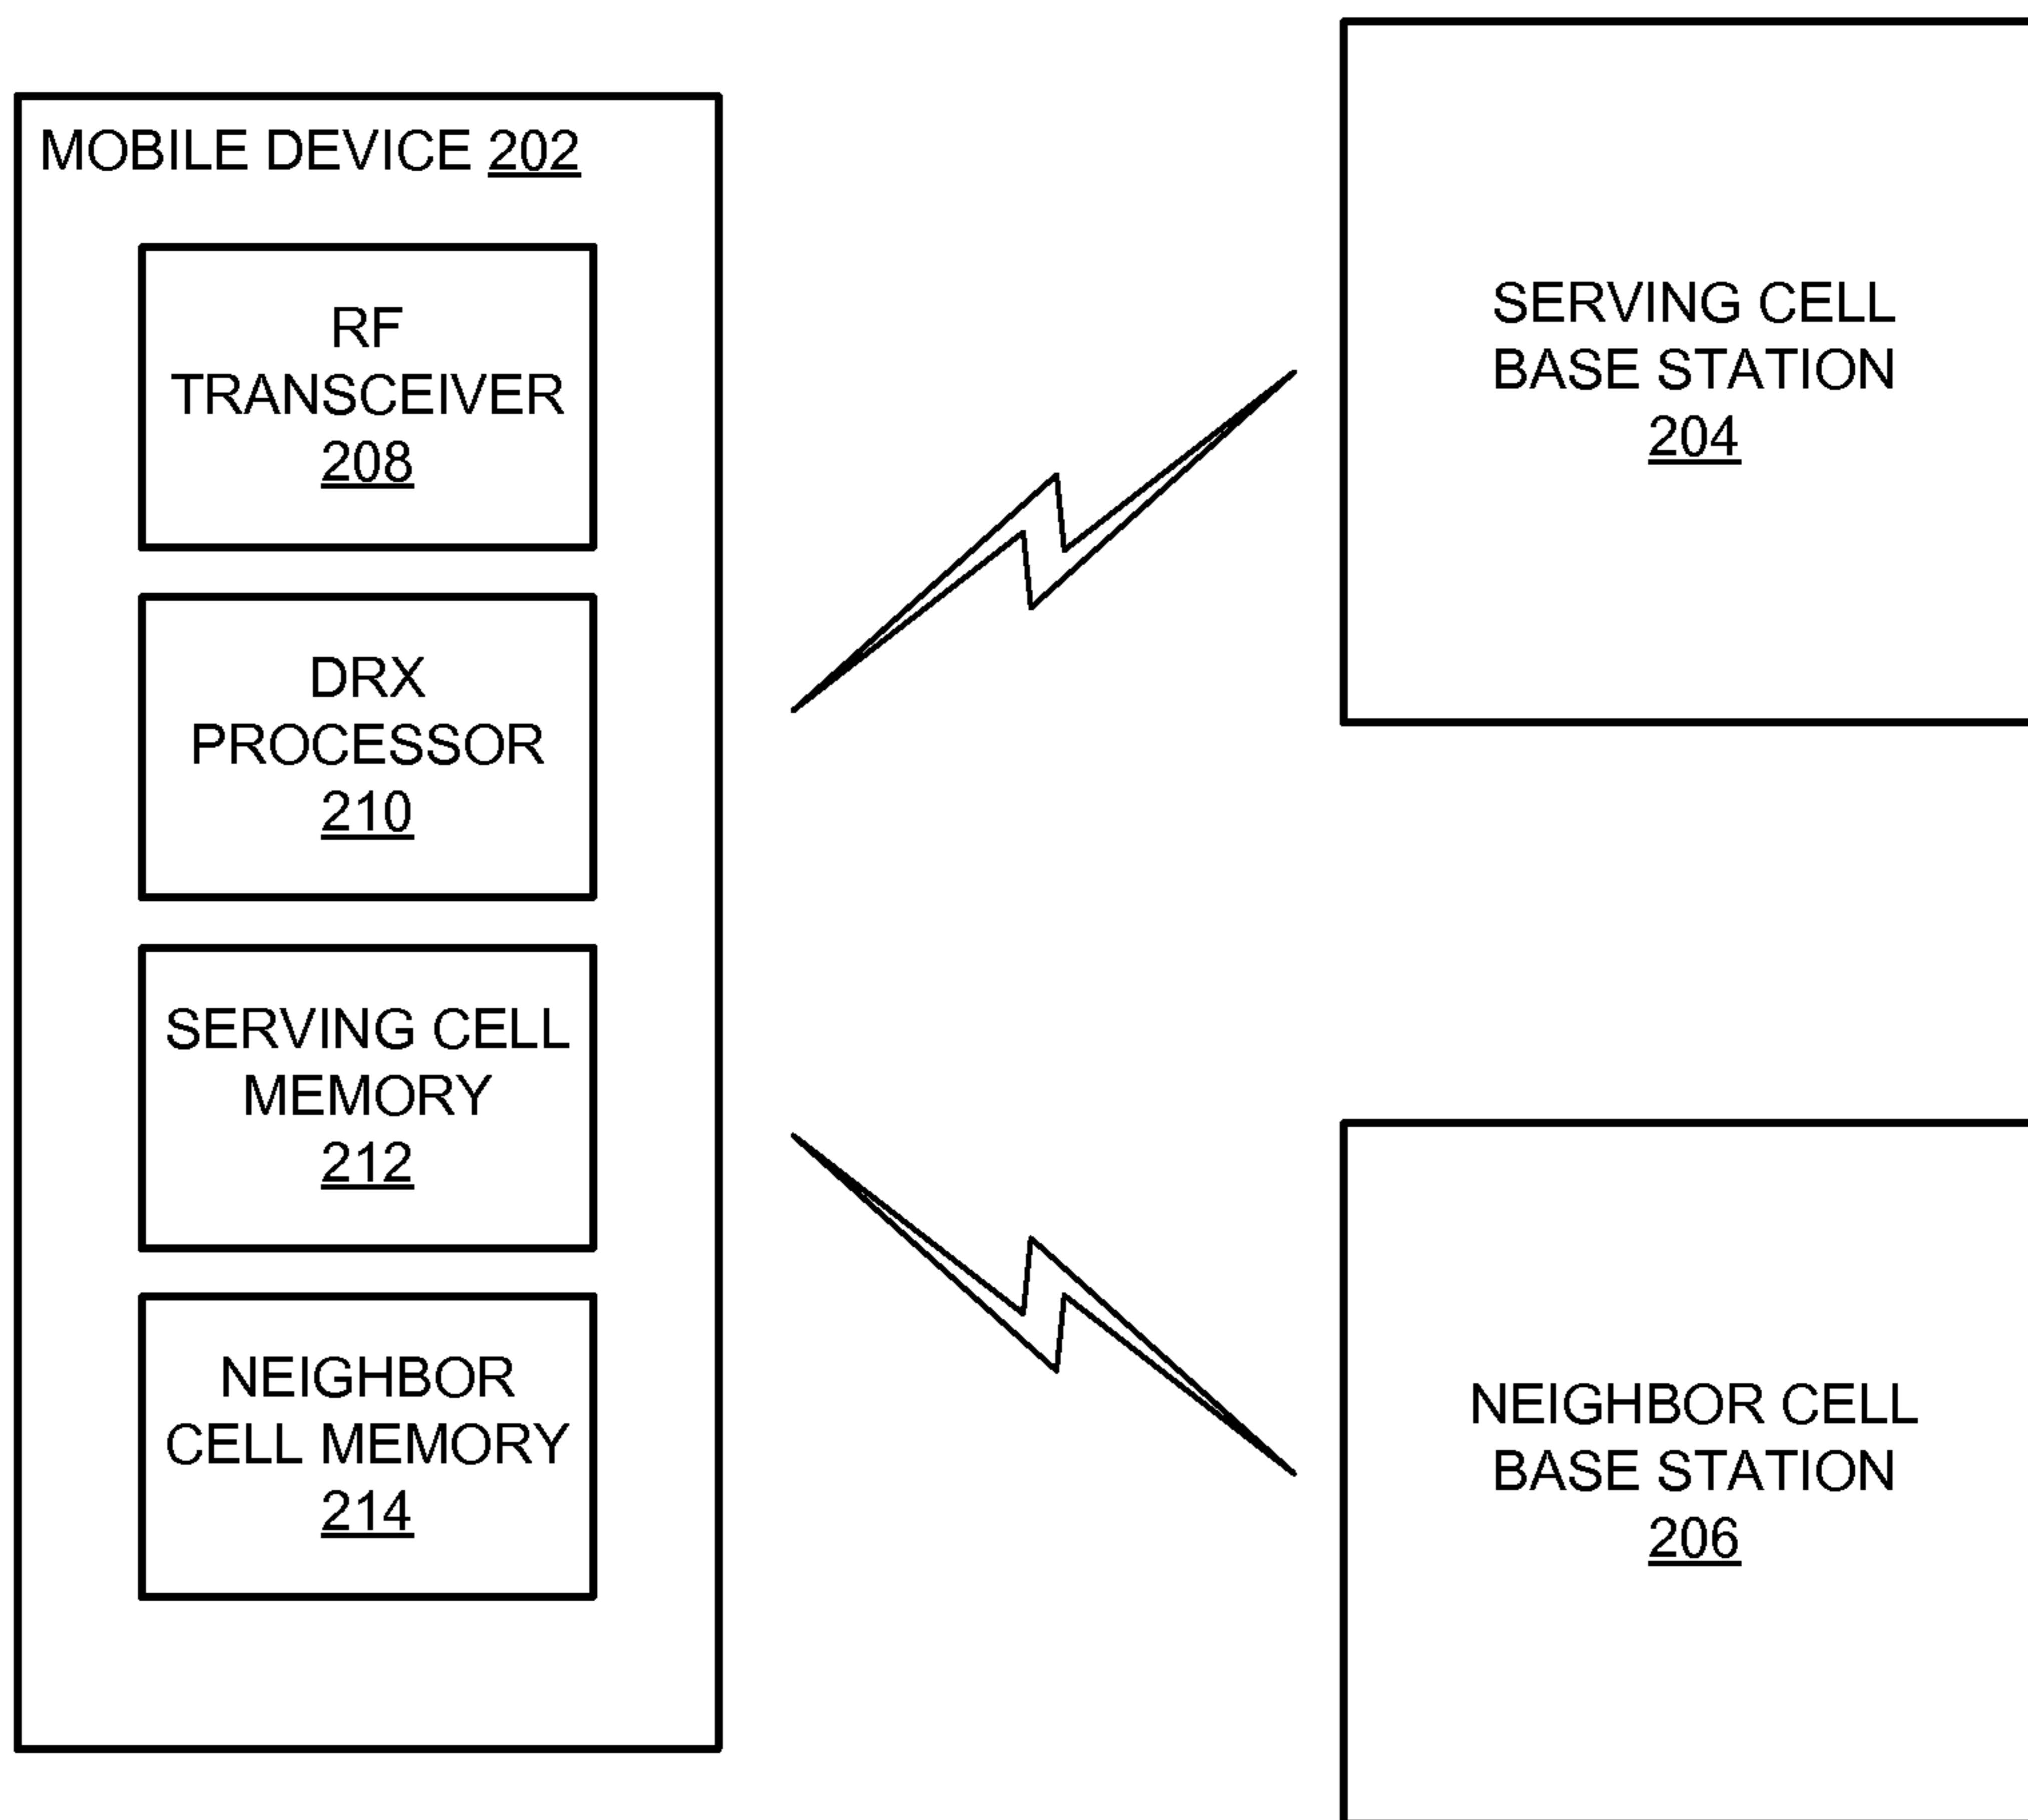 MOBILE DEVICE 202
RF
TRANSCEIVER
208
DRX
PROCESSOR
210
SERVING CELL
MEMORY
212
NEIGHBOR
CELL MEMORY
214
SERVING CELL
BASE STATION
204
NEIGHBOR CELL
BASE STATION
206